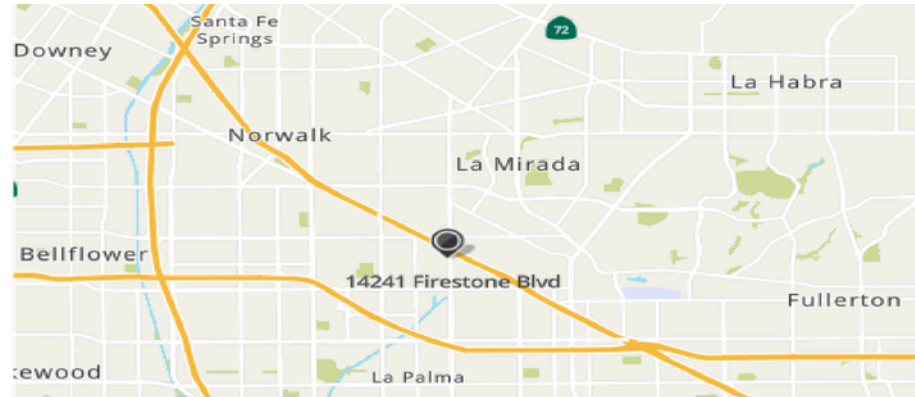 Santa Fe
Springs
72
Downey
La Habra
Norwalk
La Mirada
Bellflower
14241 Firestone Blvd
Fullerton
kewood
La Palma